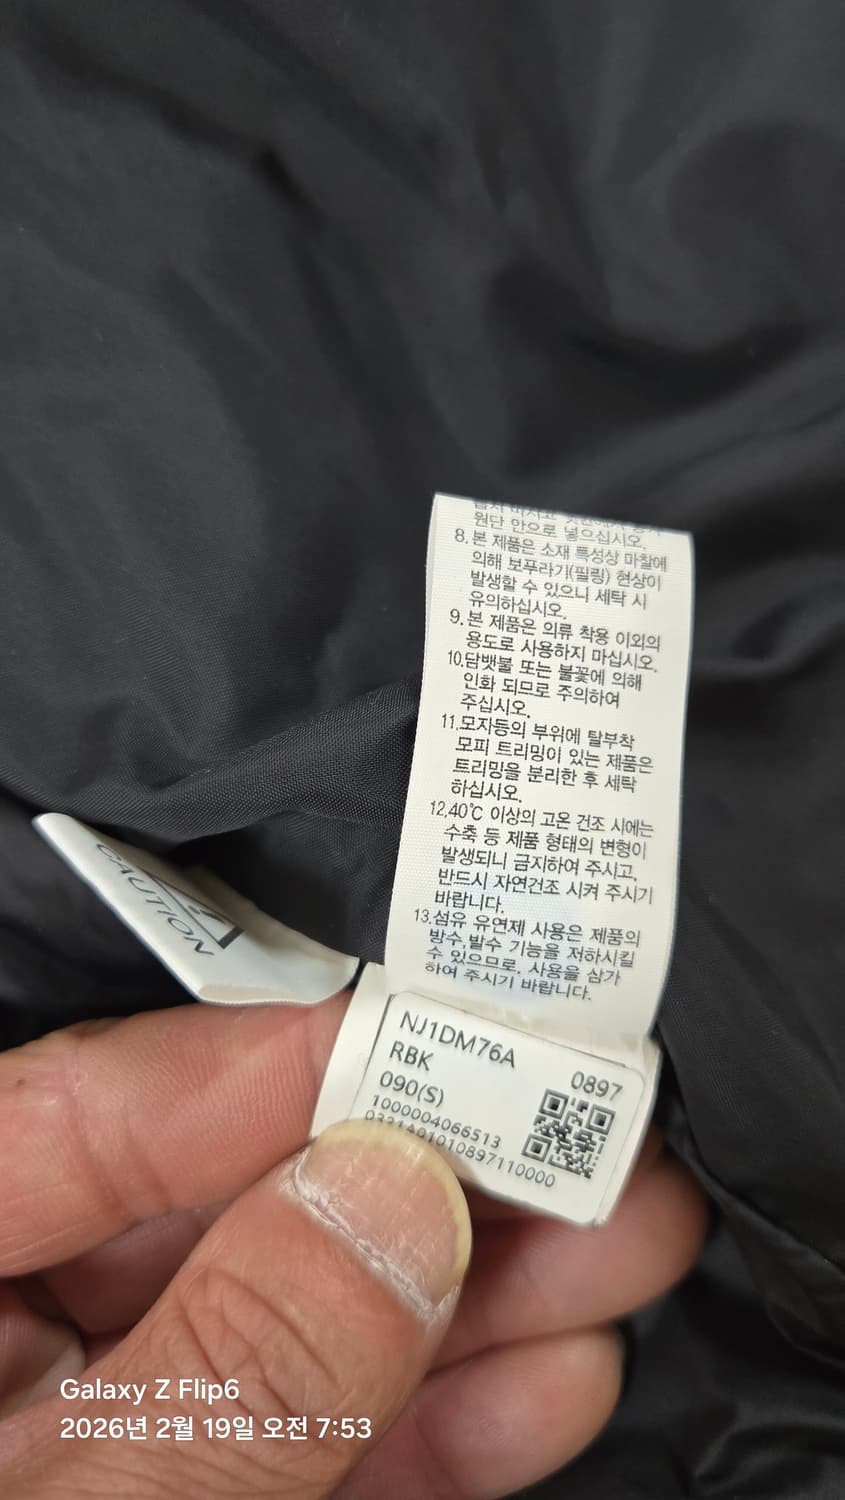 원단 안으로 넣으십시오.
8.본 제품은 소재 특성상 마찰에
의해 보푸라기(필링) 현상이
발생할 수 있으니 세탁 시
유의하십시오.
9.본 제품은 의류 착용 이외의
용도로 사용하지 마십시오.
10.담뱃불 또는 불꽃에 의해
인화 되므로 주의하여
주십시오.
11.모자등의 부위에 탈부착
모피 트리밍이 있는 제품은
트리밍을 분리한 후 세탁
하십시오.
12.40℃ 이상의 고온 건조 시에는
수축 등 제품 형태의 변형이
발생되니 금지하여 주시고,
반드시 자연건조 시켜 주시기
바랍니다.
13.섬유 유연제 사용은 제품의
방수,발수 기능을 저하시킬
수 있으므로, 사용을 삼가
하여 주시기 바랍니다.
CAUTION
NJ1DM76A
RBK
0897
090(S)
1000004066513
0321A01010897110000
Galaxy Z Flip6
2026년 2월 19일 오전 7:53